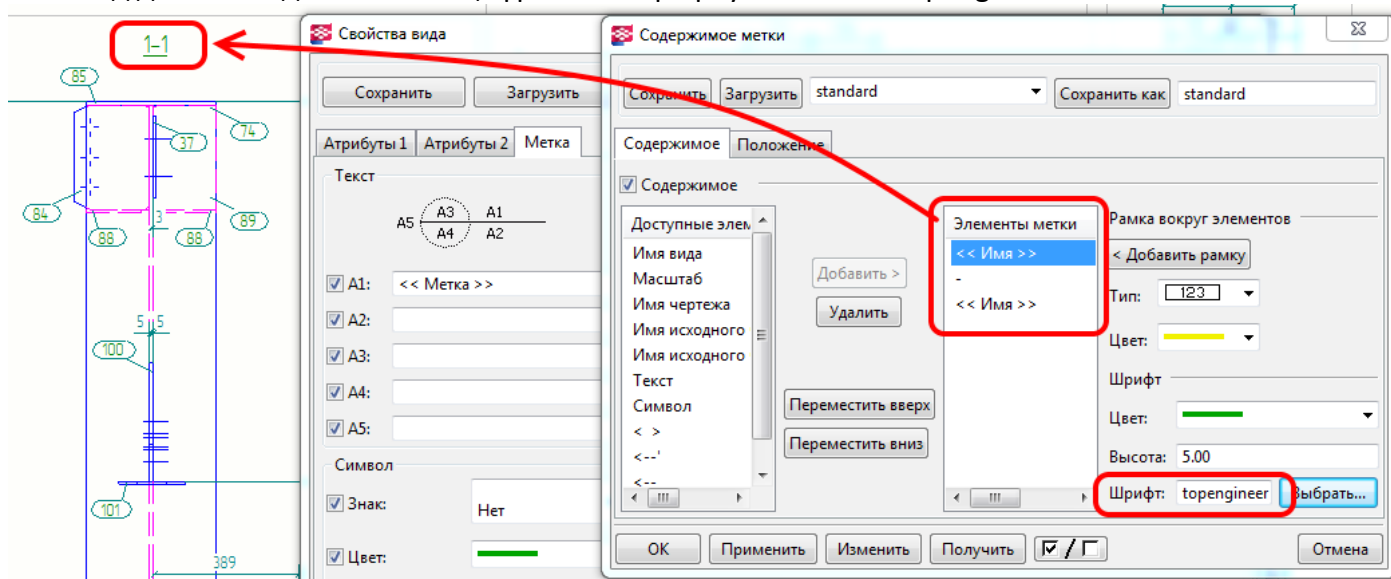 1-1
85
74
37
84
3
89
88
88
5 5
100
101
389
Свойства вида
Сохранить
Загрузить
Атрибуты 1
Атрибуты 2
Метка
Текст
A5
A3
A4
A1
A2
A1:
<< Метка >>
A2:
A3:
A4:
A5:
Символ
Знак:
Нет
Цвет:
Содержимое метки
Сохранить
Загрузить
standard
Сохранить как
standard
Содержимое
Положение
Содержимое
Доступные элем
Имя вида
Масштаб
Имя чертежа
Имя исходного
Имя исходного
Текст
Символ
< >
<--'
<--
Добавить >
Удалить
Переместить вверх
Переместить вниз
Элементы метки
<< Имя >>
-
<< Имя >>
Рамка вокруг элементов
< Добавить рамку
Тип:
123
Цвет:
Шрифт
Цвет:
Высота:
5.00
Шрифт:
topengineer
Выбрать...
ОК
Применить
Изменить
Получить
Отмена